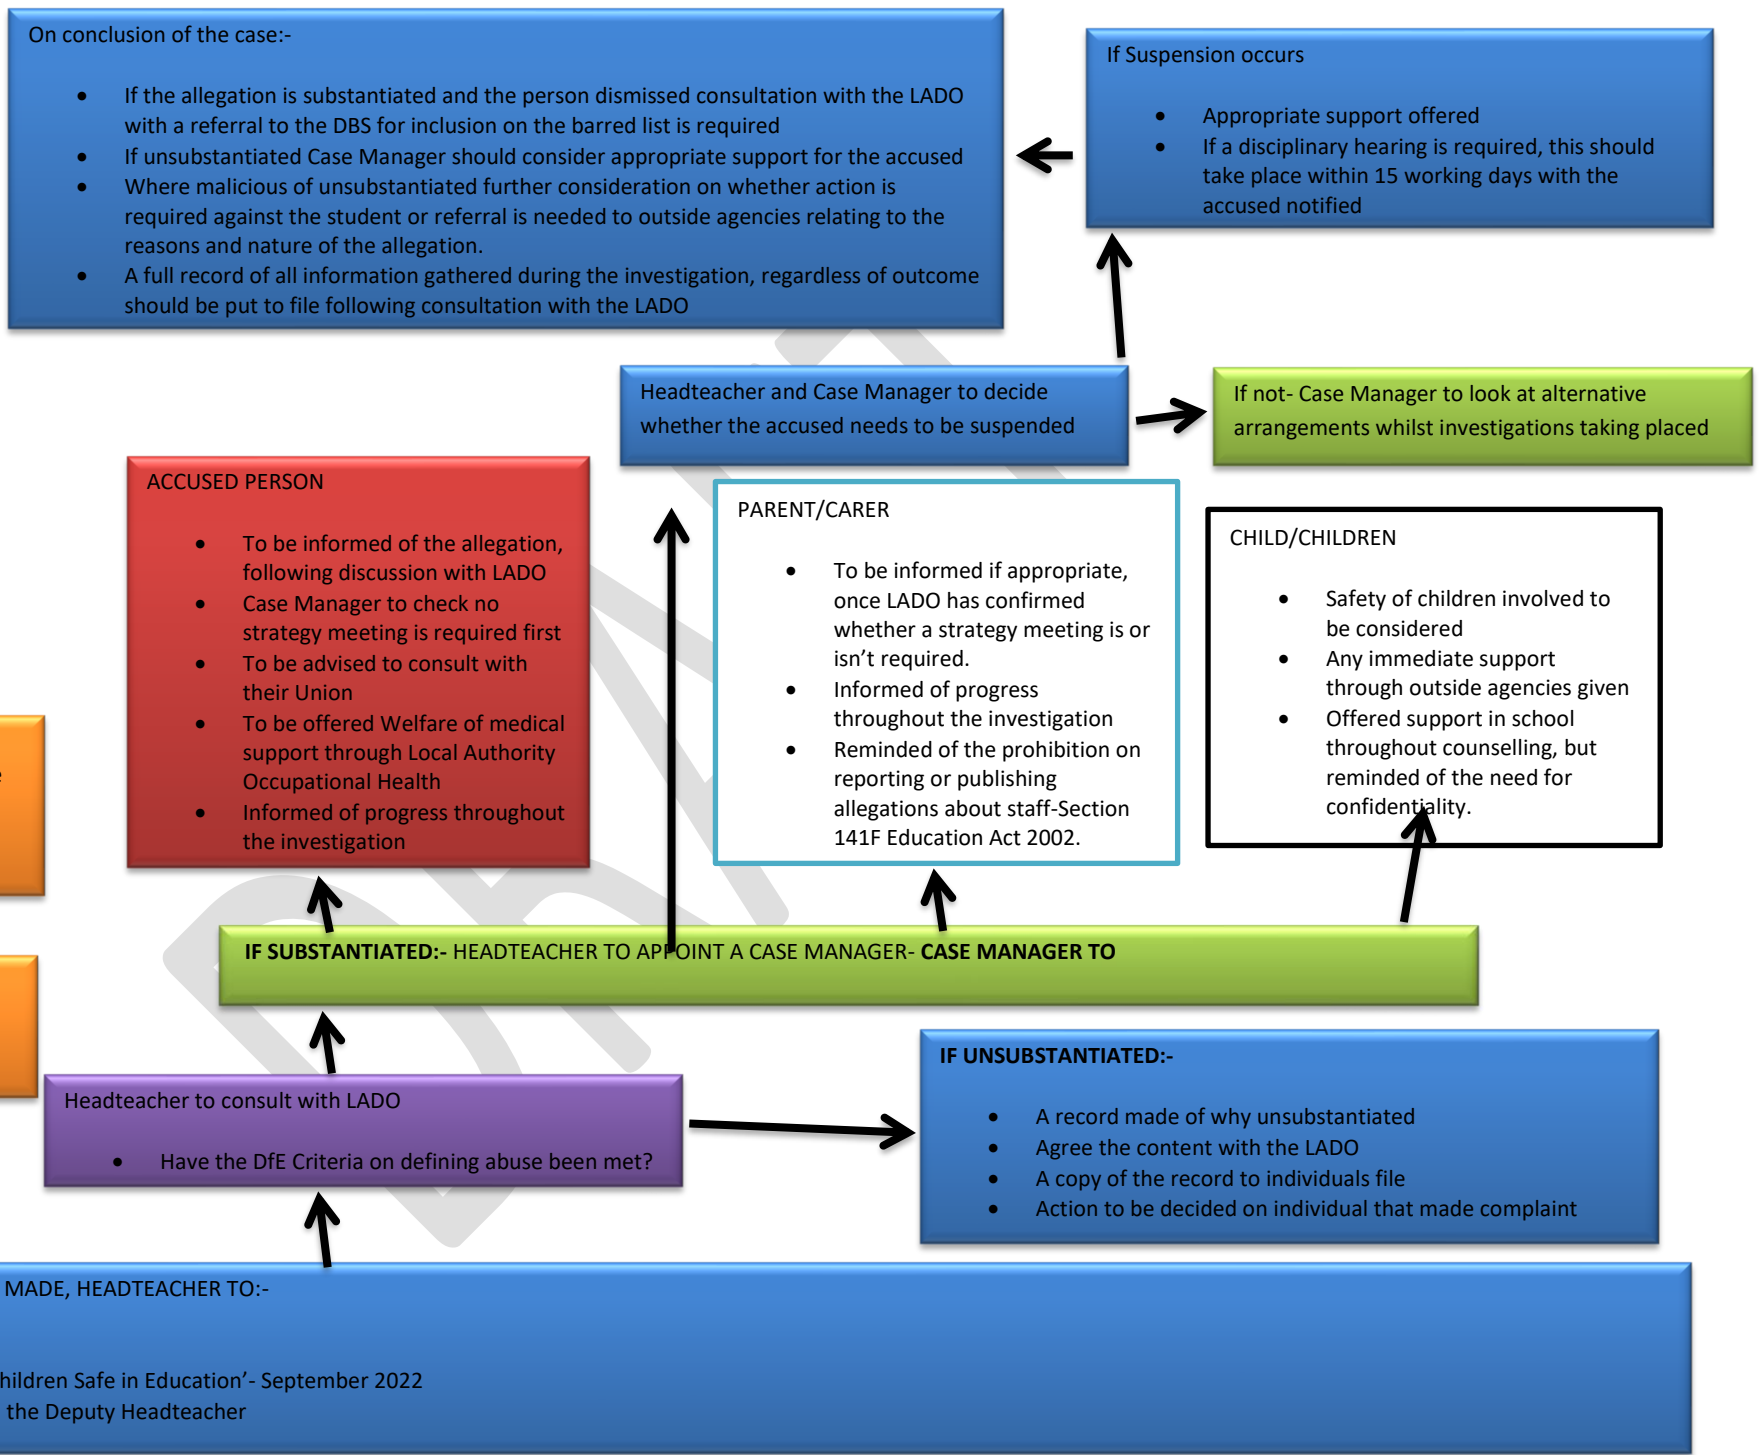 On conclusion of the case:-
• If the allegation is substantiated and the person dismissed consultation with the LADO
with a referral to the DBS for inclusion on the barred list is required
• If unsubstantiated Case Manager should consider appropriate support for the accused
• Where malicious of unsubstantiated further consideration on whether action is
required against the student or referral is needed to outside agencies relating to the
reasons and nature of the allegation.
• A full record of all information gathered during the investigation, regardless of outcome
should be put to file following consultation with the LADO
If Suspension occurs
• Appropriate support offered
• If a disciplinary hearing is required, this should
take place within 15 working days with the
accused notified
Headteacher and Case Manager to decide
whether the accused needs to be suspended
If not- Case Manager to look at alternative
arrangements whilst investigations taking placed
ACCUSED PERSON
• To be informed of the allegation,
following discussion with LADO
• Case Manager to check no
strategy meeting is required first
• To be advised to consult with
their Union
• To be offered Welfare of medical
support through Local Authority
Occupational Health
• Informed of progress throughout
the investigation
PARENT/CARER
• To be informed if appropriate,
once LADO has confirmed
whether a strategy meeting is or
isn’t required.
• Informed of progress
throughout the investigation
• Reminded of the prohibition on
reporting or publishing
allegations about staff-Section
141F Education Act 2002.
CHILD/CHILDREN
• Safety of children involved to
be considered
• Any immediate support
through outside agencies given
• Offered support in school
throughout counselling, but
reminded of the need for
confidentiality.
IF SUBSTANTIATED:- HEADTEACHER TO APPOINT A CASE MANAGER- CASE MANAGER TO
Headteacher to consult with LADO
• Have the DfE Criteria on defining abuse been met?
IF UNSUBSTANTIATED:-
• A record made of why unsubstantiated
• Agree the content with the LADO
• A copy of the record to individuals file
• Action to be decided on individual that made complaint
MADE, HEADTEACHER TO:-
hildren Safe in Education’- September 2022
the Deputy Headteacher